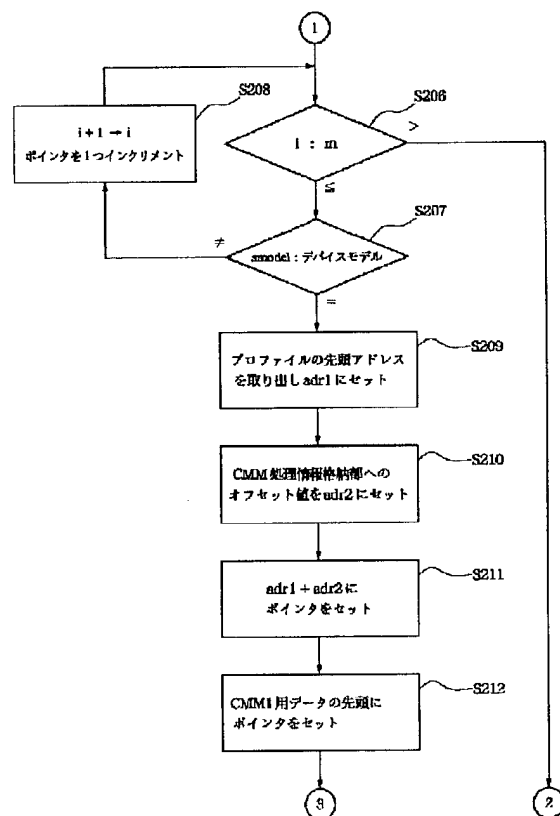 1
S208
i+1→i
ポインタを1つインクリメント
S206
i : m
>
≦
S207
smodel : デバイスモデル
≠
=
S209
プロファイルの先頭アドレス
を取り出し adr1にセット
S210
CMM処理情報格納部への
オフセット値をadr2にセット
S211
adr1+adr2に
ポインタをセット
S212
CMM1用データの先頭に
ポインタをセット
3
2